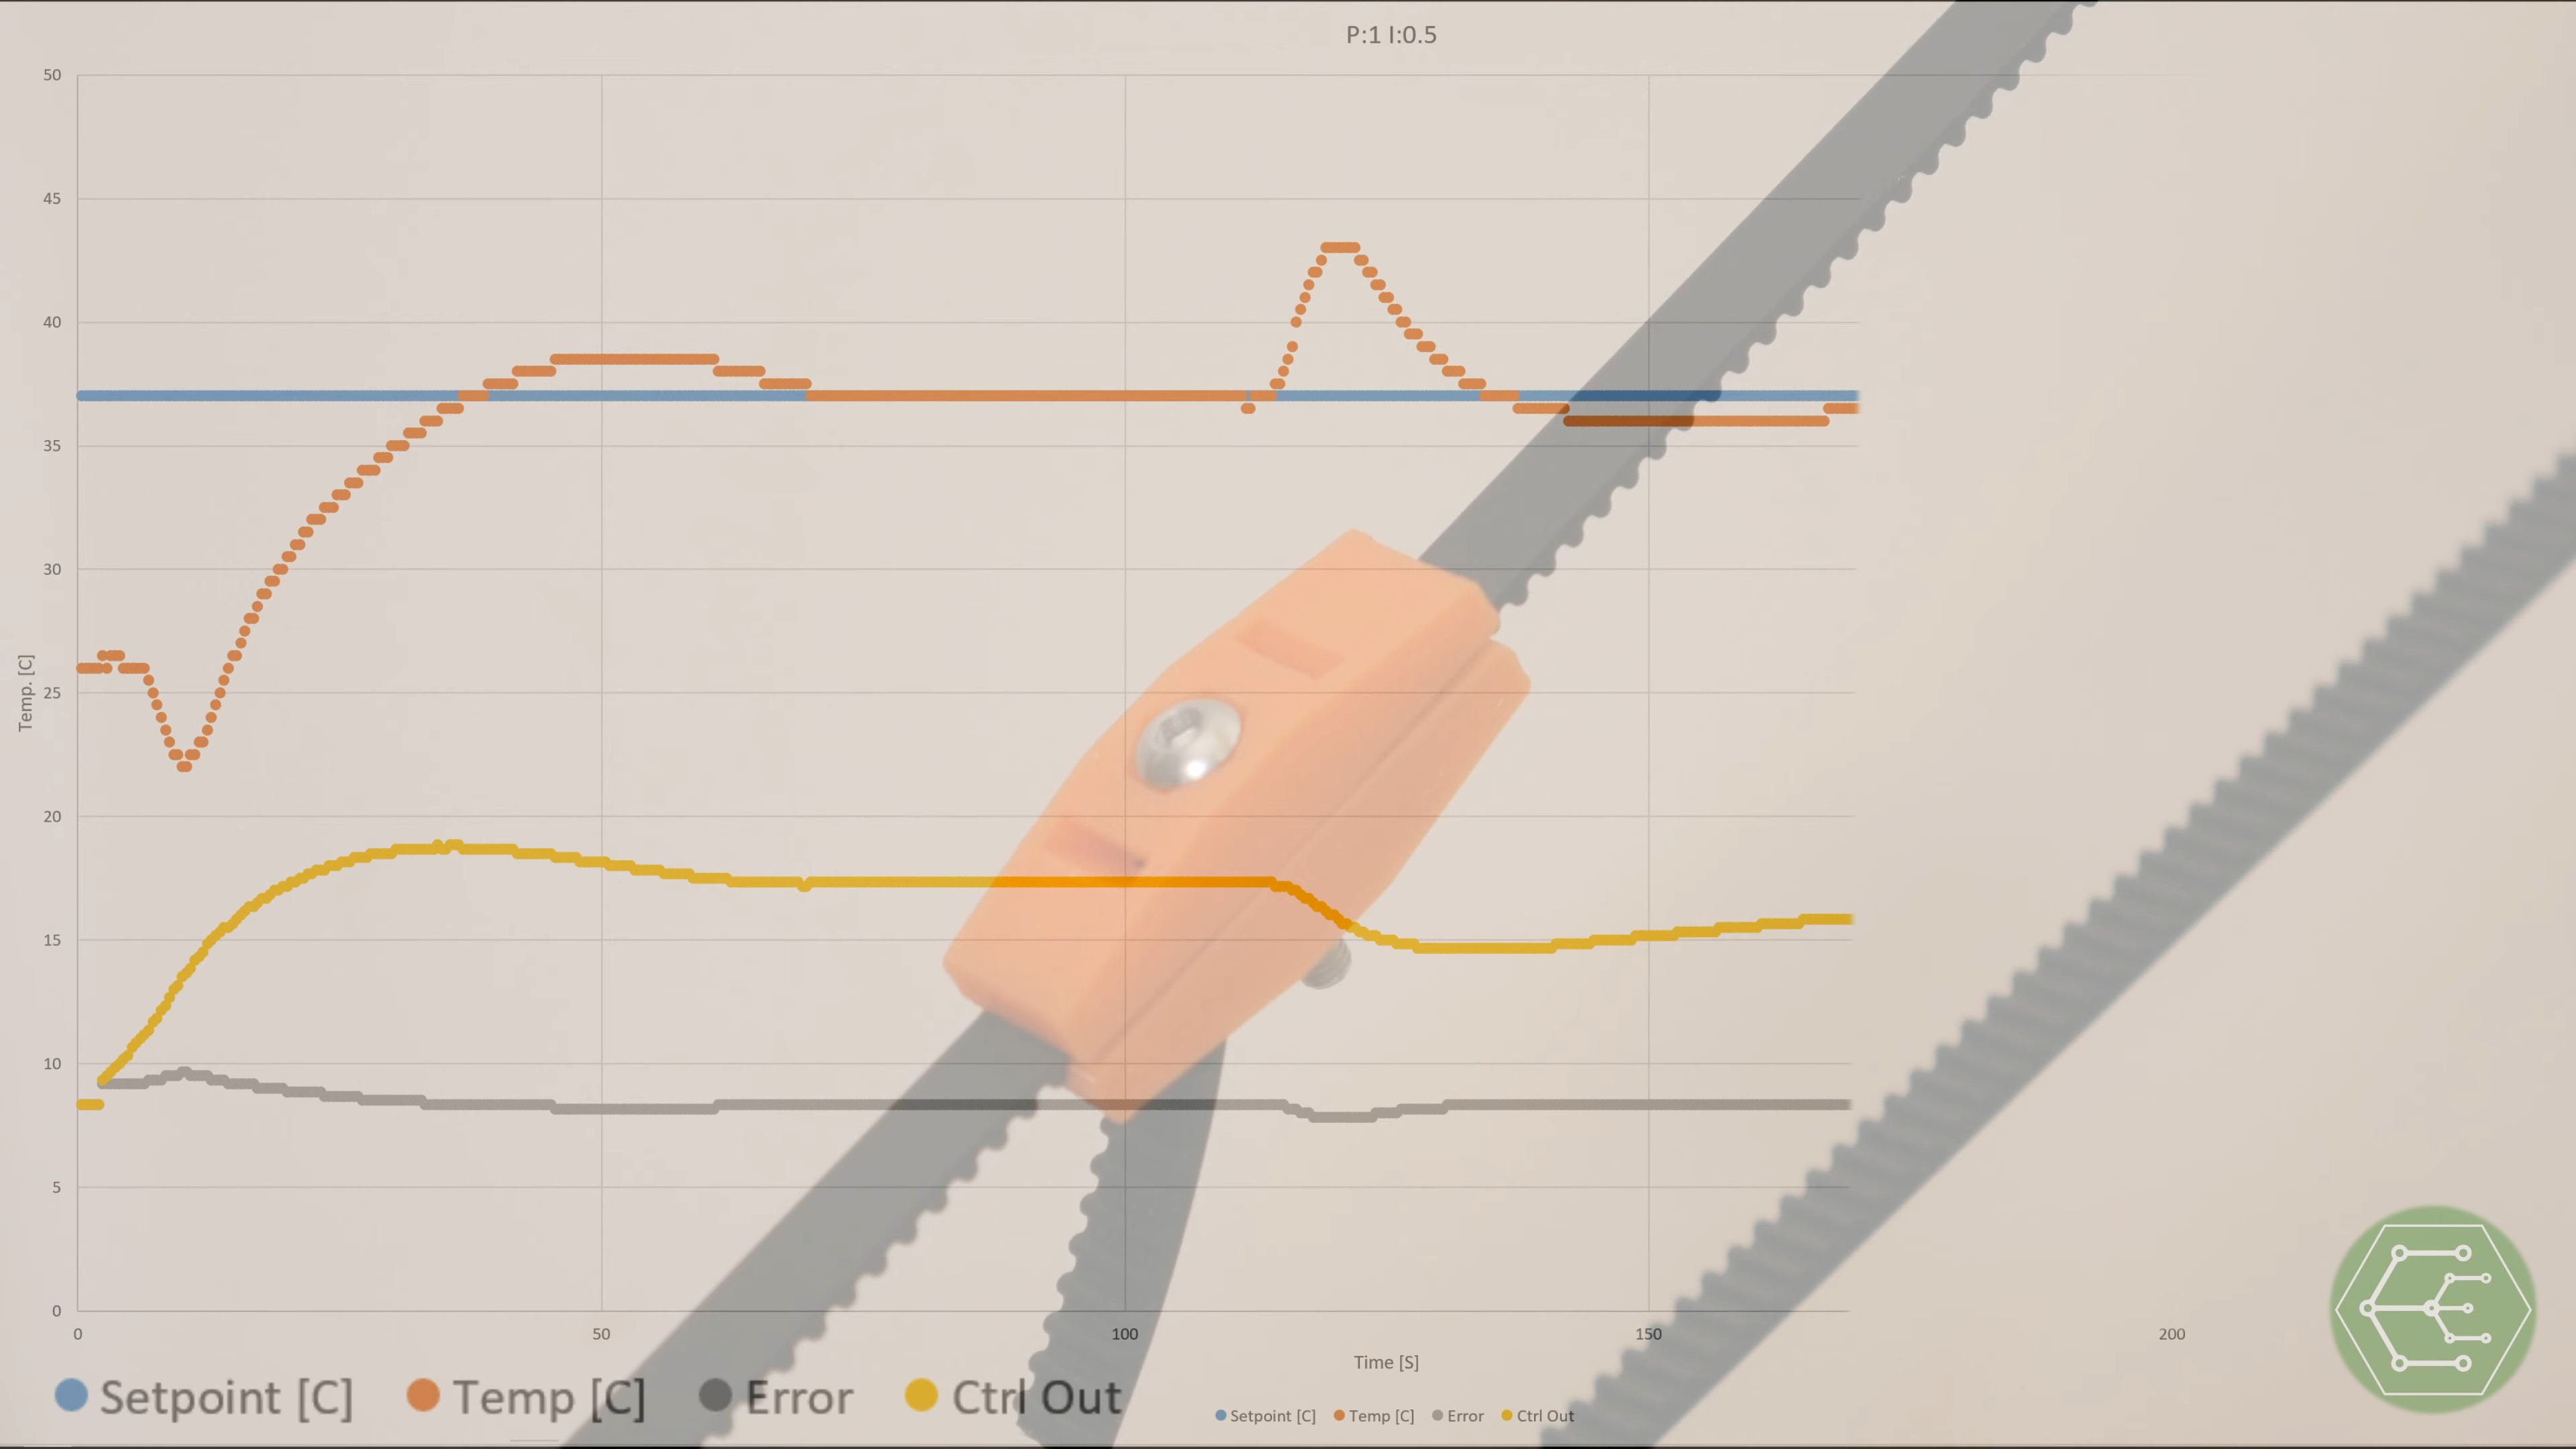 P:1 I:0.5
50
45
40
35
30
25
20
15
10
5
0
Temp. [C]
0 50 100 150 200
Time [S]
Setpoint [C] Temp [C] Error Ctrl Out
Setpoint [C] Temp [C] Error Ctrl Out